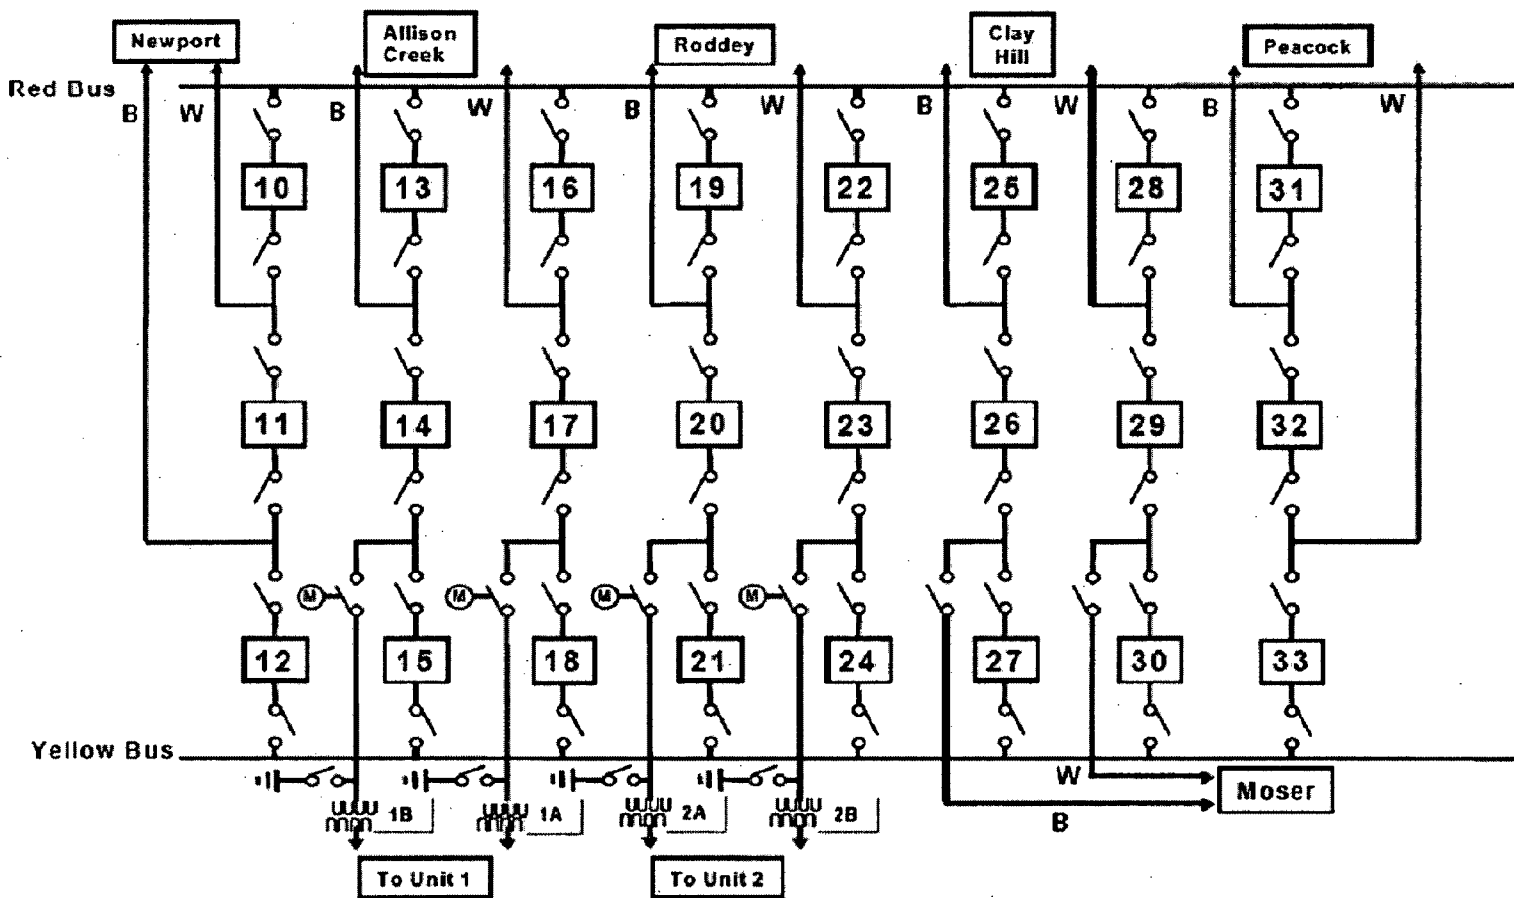 Newport
Allison
Creek
Roddey
Clay
Hill
Peacock
Red Bus
B
W
B
W
B
W
B
W
B
W
10
13
16
19
22
25
28
31
11
14
17
20
23
26
29
32
M
M
M
M
12
15
18
21
24
27
30
33
Yellow Bus
1B
1A
2A
2B
W
B
Moser
To Unit 1
To Unit 2